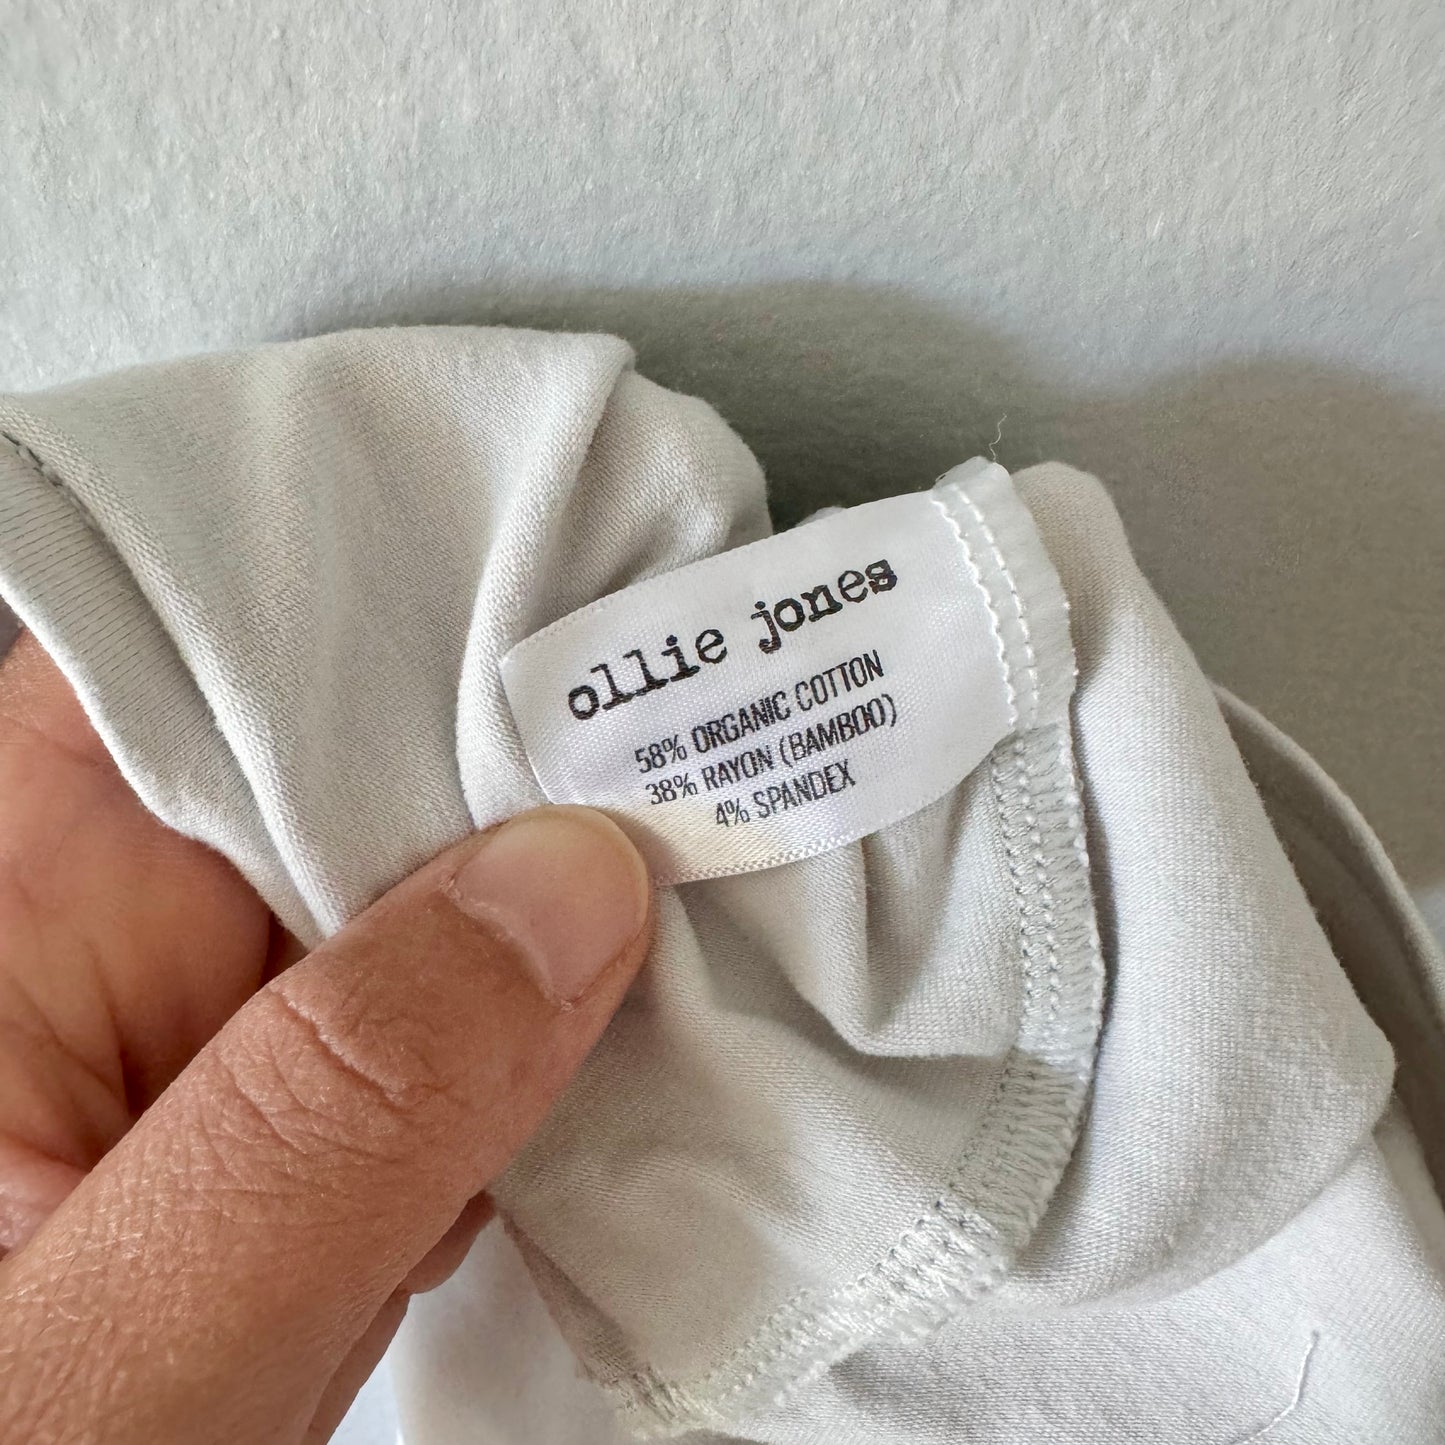 ollie jones
58% ORGANIC COTTON
38% RAYON (BAMBOO)
4% SPANDEX